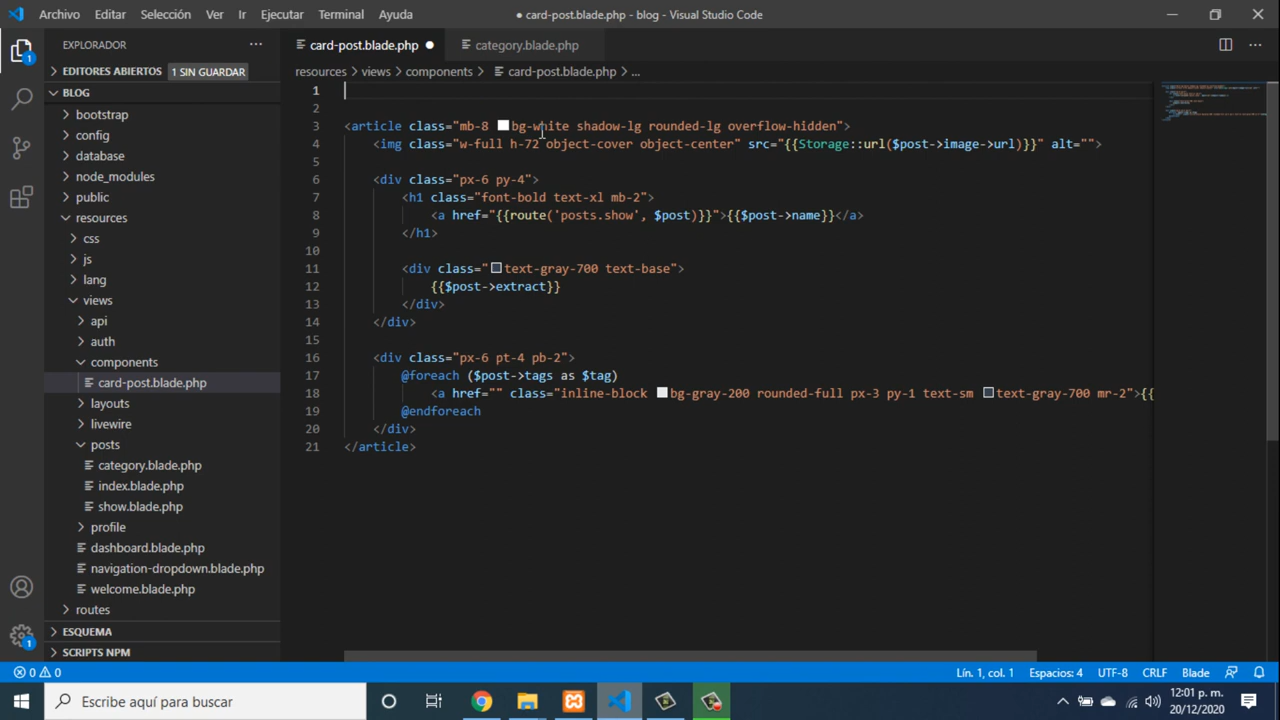 Archivo Editar Selección Ver Ir Ejecutar Terminal Ayuda
● card-post.blade.php - blog - Visual Studio Code
EXPLORADOR
EDITORES ABIERTOS 1 SIN GUARDAR
BLOG
bootstrap
config
database
node_modules
public
resources
css
js
lang
views
api
auth
components
card-post.blade.php
layouts
livewire
posts
category.blade.php
index.blade.php
show.blade.php
profile
dashboard.blade.php
navigation-dropdown.blade.php
welcome.blade.php
routes
ESQUEMA
SCRIPTS NPM
1
1
card-post.blade.php ●
category.blade.php
resources > views > components > card-post.blade.php > ...
1
2
3 <article class="mb-8 bg-white shadow-lg rounded-lg overflow-hidden">
4 <img class="w-full h-72 object-cover object-center" src="{{Storage::url($post->image->url)}}" alt="">
5
6 <div class="px-6 py-4">
7 <h1 class="font-bold text-xl mb-2">
8 <a href="{{route('posts.show', $post)}}">{{$post->name}}</a>
9 </h1>
10
11 <div class="text-gray-700 text-base">
12 {{$post->extract}}
13 </div>
14 </div>
15
16 <div class="px-6 pt-4 pb-2">
17 @foreach ($post->tags as $tag)
18 <a href="" class="inline-block bg-gray-200 rounded-full px-3 py-1 text-sm text-gray-700 mr-2">{{
19 @endforeach
20 </div>
21 </article>
0 0
Lín. 1, col. 1 Espacios: 4 UTF-8 CRLF Blade
Escribe aquí para buscar
12:01 p. m.
20/12/2020